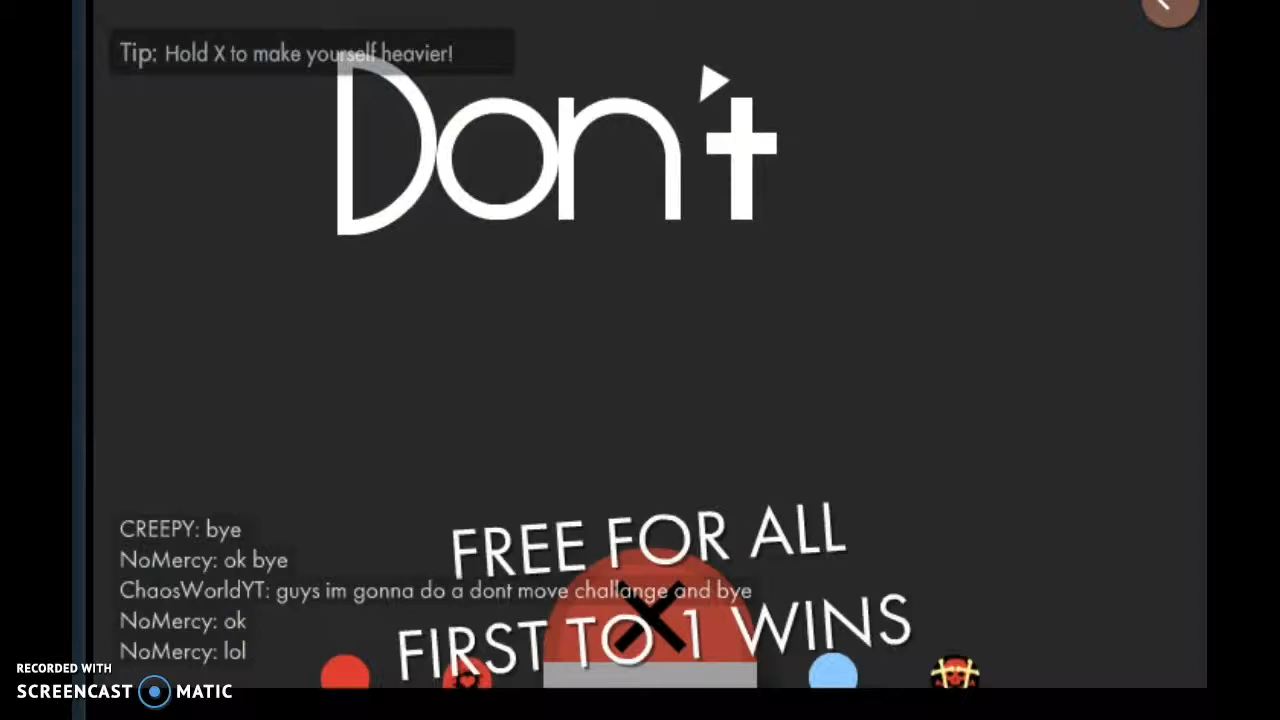 Tip: Hold X to make yourself heavier!
Don't
CREEPY: bye
NoMercy: ok bye
ChaosWorldYT: guys im gonna do a dont move challange and bye
NoMercy: ok
NoMercy: lol
FREE FOR ALL
FIRST TO 1 WINS
X
RECORDED WITH
SCREENCAST MATIC